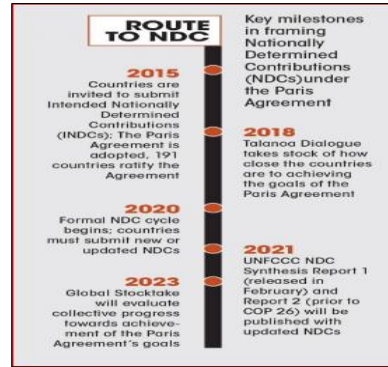 ROUTE
TO NDC
Key milestones
in framing
Nationally
Determined
Contributions
(NDCs)under
the Paris
Agreement
2015
Countries are
invited to submit
Intended Nationally
Determined
Contributions
(INDCs); The Paris
Agreement is
adopted, 191
countries ratify the
Agreement
2018
Talanoa Dialogue
takes stock of how
close the countries
are to achieving
the goals of the
Paris Agreement
2020
Formal NDC cycle
begins; countries
must submit new or
updated NDCs
2021
UNFCCC NDC
Synthesis Report 1
(released in
February) and
Report 2 (prior to
COP 26) will be
published with
updated NDCs
2023
Global Stocktake
will evaluate
collective progress
towards achieve-
ment of the Paris
Agreement's goals